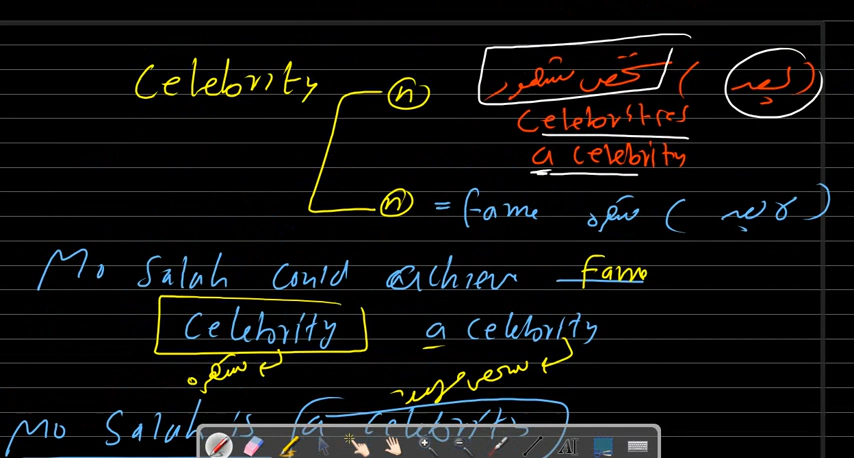 Celebrity (n) شخص مشهور (يعد)
Celebrities
a celebrity
(n) = fame شهرة (لا يعد)
Mo Salah could achieve fame
Celebrity a celebrity
شهرة
Mo Salah is a celebrity